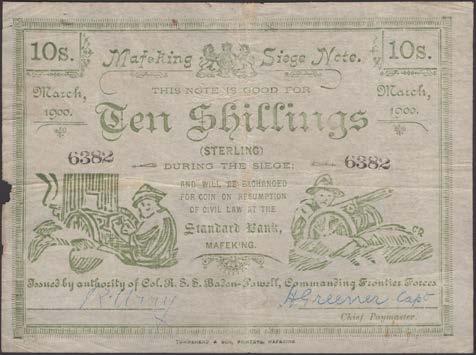 10s. Mafeking Siege Note. 10s.
March, 1900. THIS NOTE IS GOOD FOR March, 1900.
Ten Shillings
(STERLING)
6382 DURING THE SIEGE; 6382
AND WILL BE EXCHANGED
FOR COIN ON RESUMPTION
OF CIVIL LAW AT THE
Standard Bank,
MAFEKING.
Issued by authority of Col. R. S. S. Baden-Powell, Commanding Frontier Forces
HGreener Capt
Chief Paymaster.
TOWNSHEND & SON, PRINTERS, MAFEKING